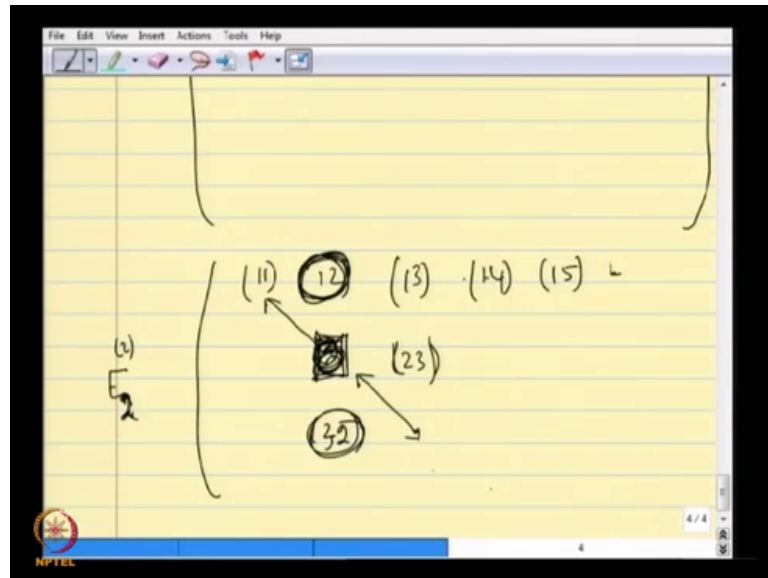 File Edit View Insert Actions Tools Help
(11) 12 (13) (14) (15)
(2)
(23)
E
2
(32)
4/4
4
NPTEL